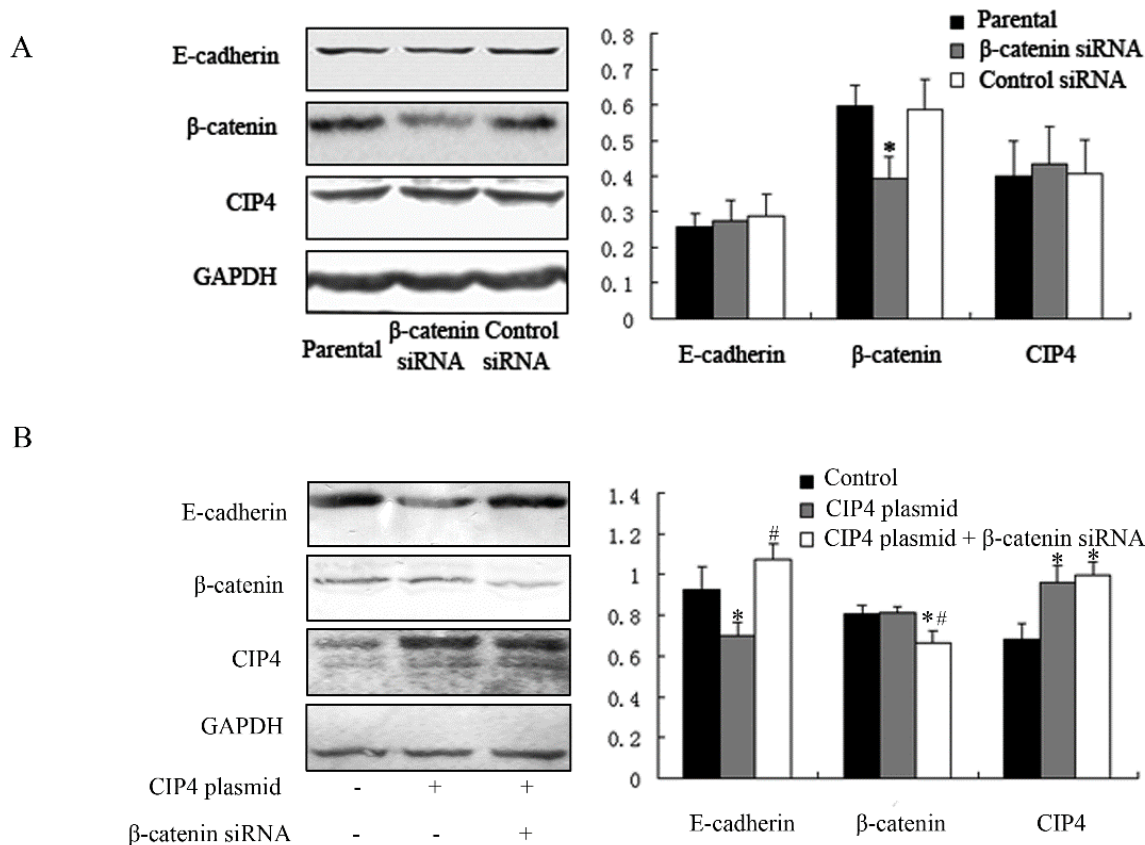 A
E-cadherin
β-catenin
CIP4
GAPDH
Parental
β-catenin
siRNA
Control
siRNA
0.8
0.7
0.6
0.5
0.4
0.3
0.2
0.1
0
Parental
β-catenin siRNA
Control siRNA
*
E-cadherin
β-catenin
CIP4
B
E-cadherin
β-catenin
CIP4
GAPDH
CIP4 plasmid - + +
β-catenin siRNA - - +
1.4
1.2
1
0.8
0.6
0.4
0.2
0
Control
CIP4 plasmid
CIP4 plasmid + β-catenin siRNA
*
#
* #
*
*
E-cadherin
β-catenin
CIP4